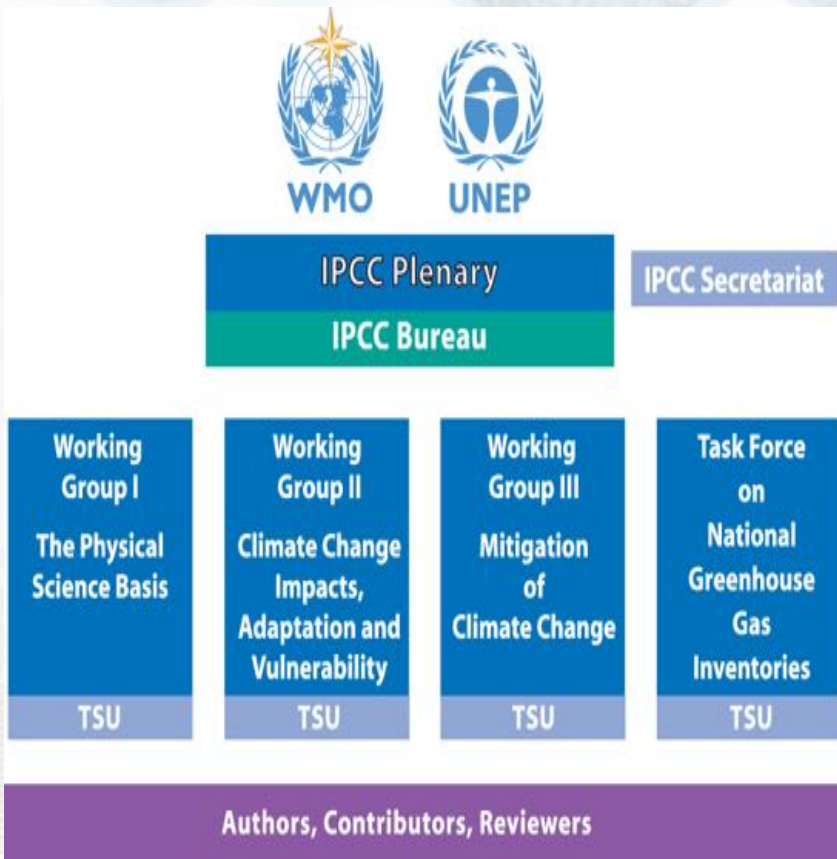 WMO
UNEP
IPCC Plenary
IPCC Secretariat
IPCC Bureau
Working
Group I
The Physical
Science Basis
TSU
Working
Group II
Climate Change
Impacts,
Adaptation and
Vulnerability
TSU
Working
Group III
Mitigation
of
Climate Change
TSU
Task Force
on
National
Greenhouse
Gas
Inventories
TSU
Authors, Contributors, Reviewers